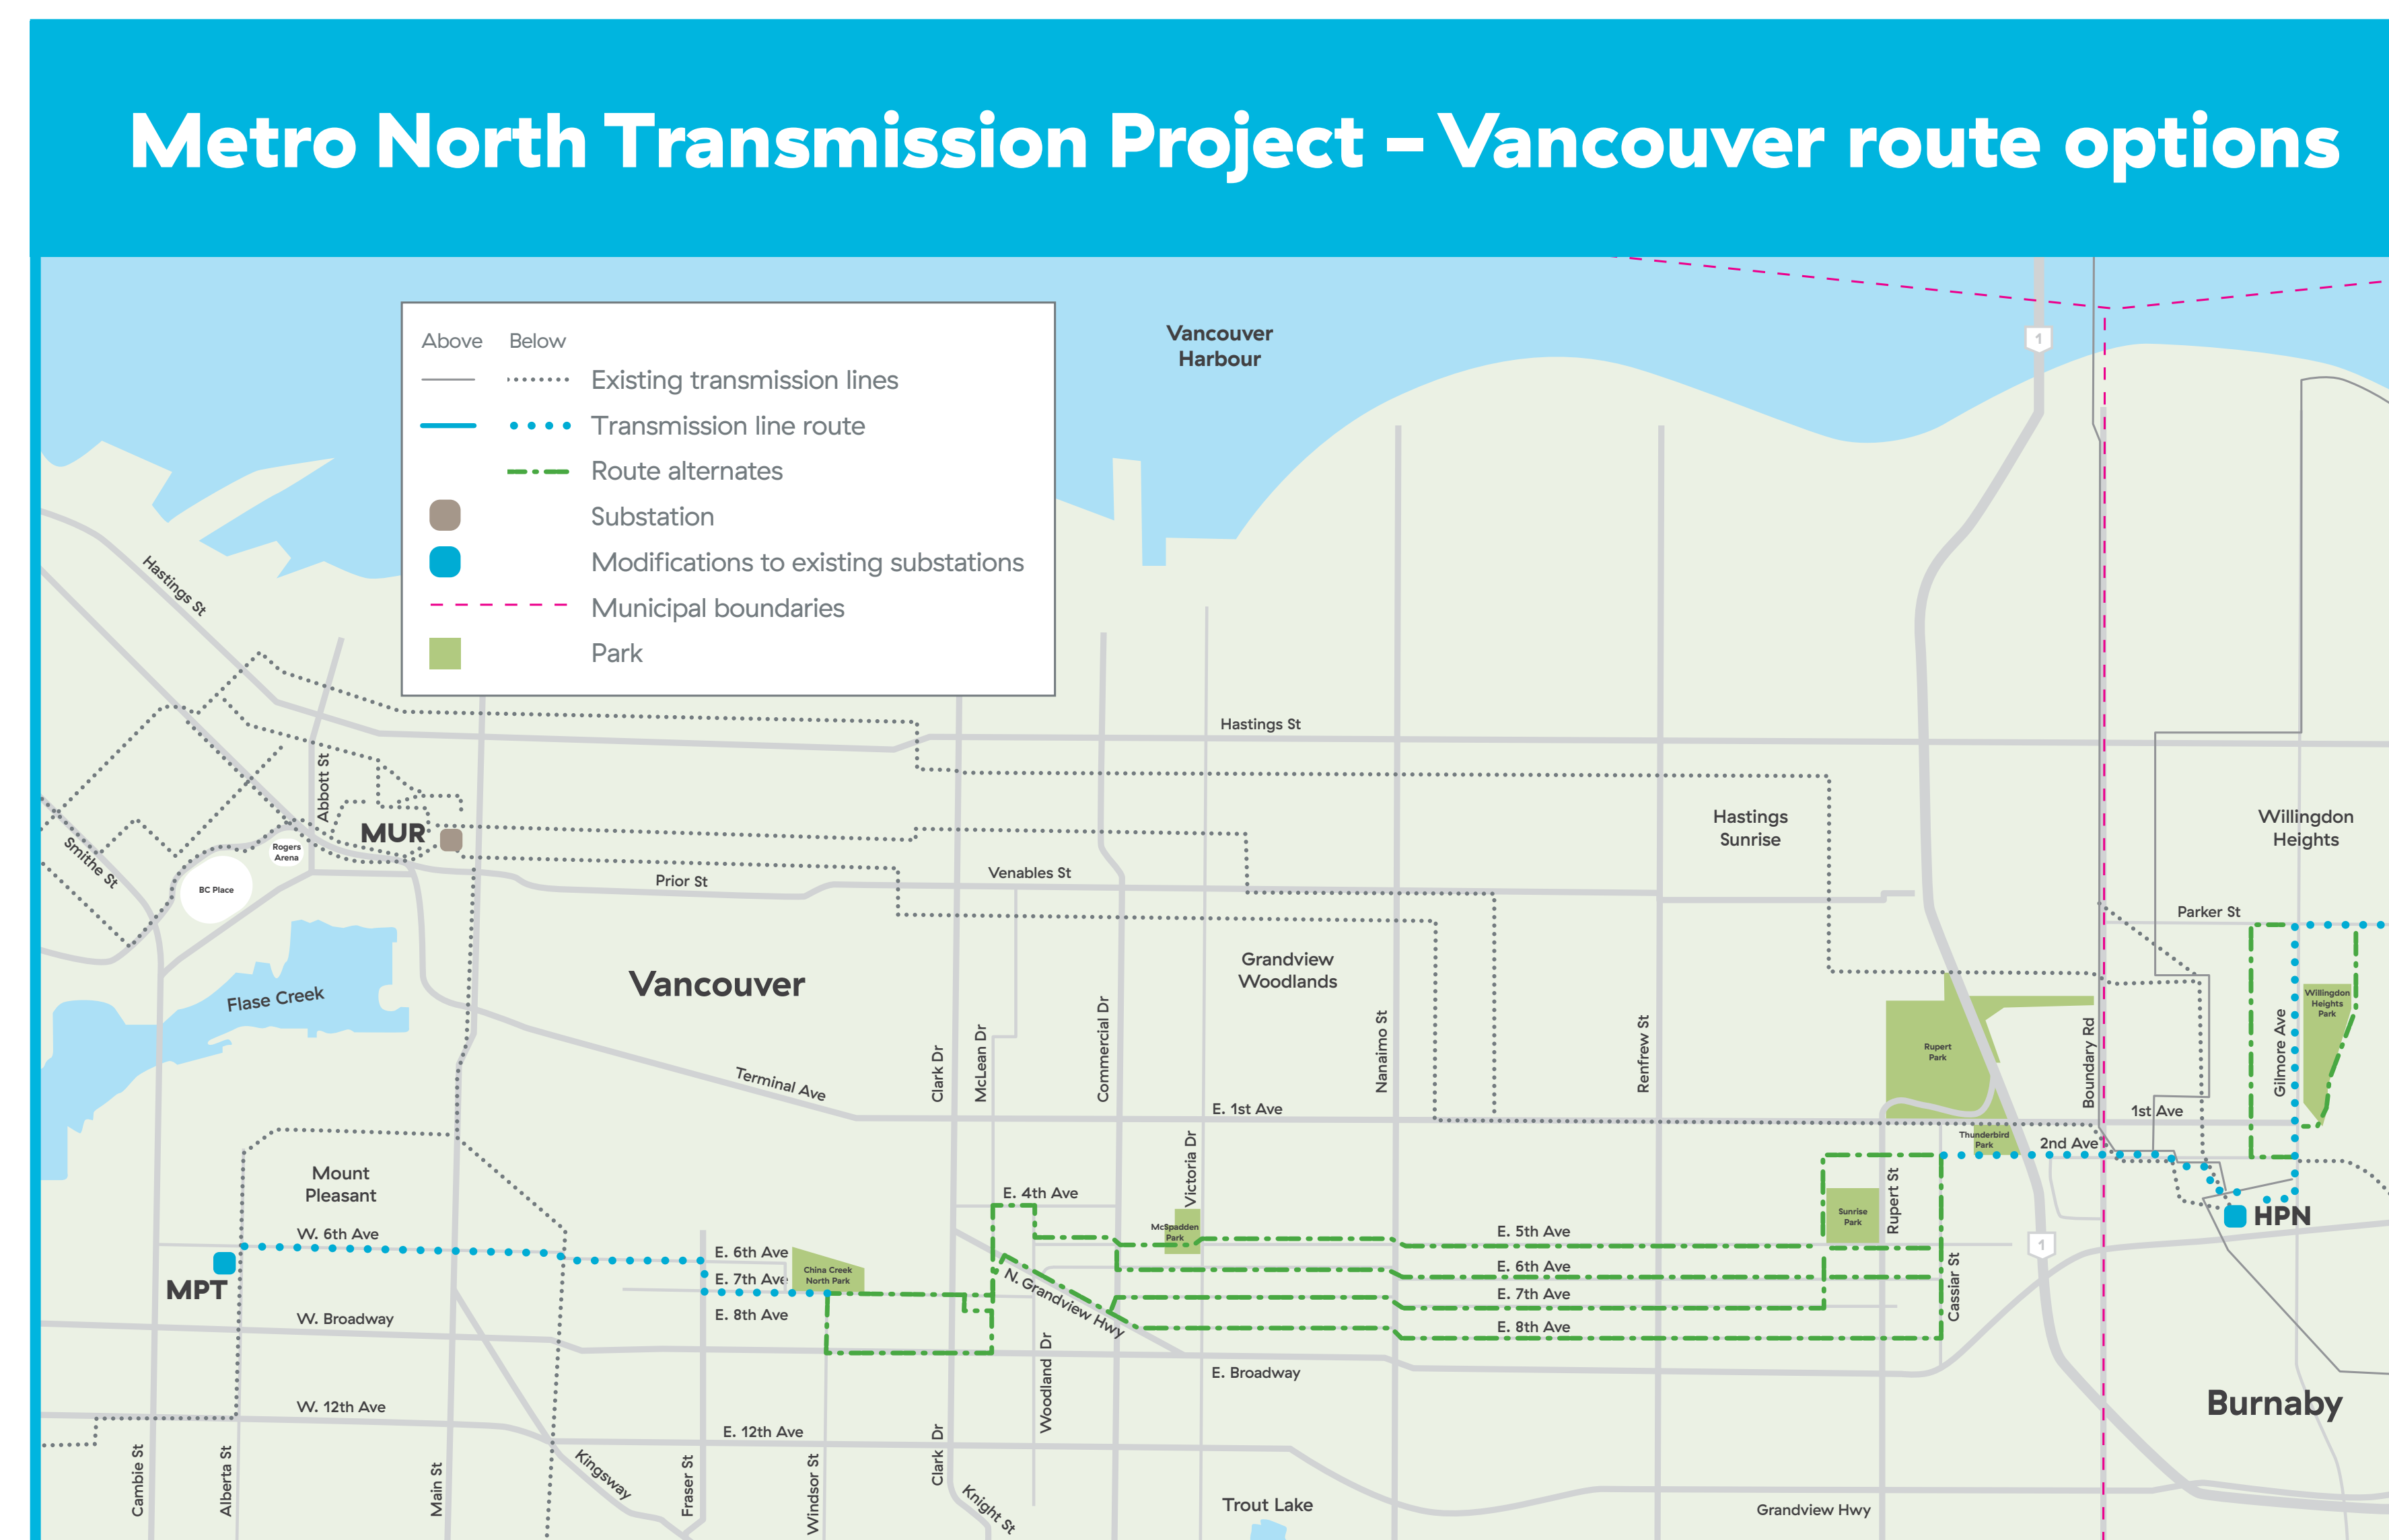 Metro North Transmission Project – Vancouver route options
Above Below
Existing transmission lines
Transmission line route
Route alternates
Substation
Modifications to existing substations
Municipal boundaries
Park
Vancouver
Harbour
1
Hastings St
Hastings St
Abbott St
MUR
Rogers
Arena
BC Place
Smithe St
Prior St
Venables St
Hastings
Sunrise
Willingdon
Heights
Parker St
Flase Creek
Vancouver
Grandview
Woodlands
Terminal Ave
Clark Dr
McLean Dr
Commercial Dr
Nanaimo St
Renfrew St
Rupert
Park
Boundary Rd
Gilmore Ave
Willingdon
Heights
Park
E. 1st Ave
1st Ave
Thunderbird
Park
2nd Ave
Mount
Pleasant
Victoria Dr
E. 4th Ave
McSpadden
Park
Sunrise
Park
Rupert St
HPN
W. 6th Ave
MPT
E. 6th Ave
E. 7th Ave
E. 8th Ave
China Creek
North Park
N. Grandview Hwy
E. 5th Ave
E. 6th Ave
E. 7th Ave
E. 8th Ave
Cassiar St
1
W. Broadway
E. Broadway
Woodland Dr
W. 12th Ave
E. 12th Ave
Burnaby
Cambie St
Alberta St
Main St
Kingsway
Fraser St
Windsor St
Clark Dr
Knight St
Trout Lake
Grandview Hwy